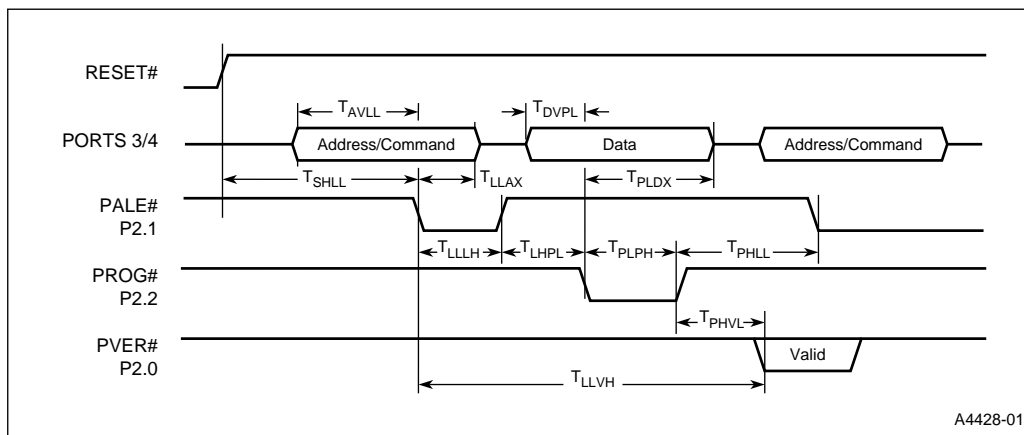 RESET#
T_AVLL T_DVPL
PORTS 3/4 Address/Command Data Address/Command
T_SHLL T_LLAX T_PLDX
PALE#
P2.1
T_LLLH T_LHPL T_PLPH T_PHLL
PROG#
P2.2
T_PHVL
PVER#
P2.0
Valid
T_LLVH
A4428-01